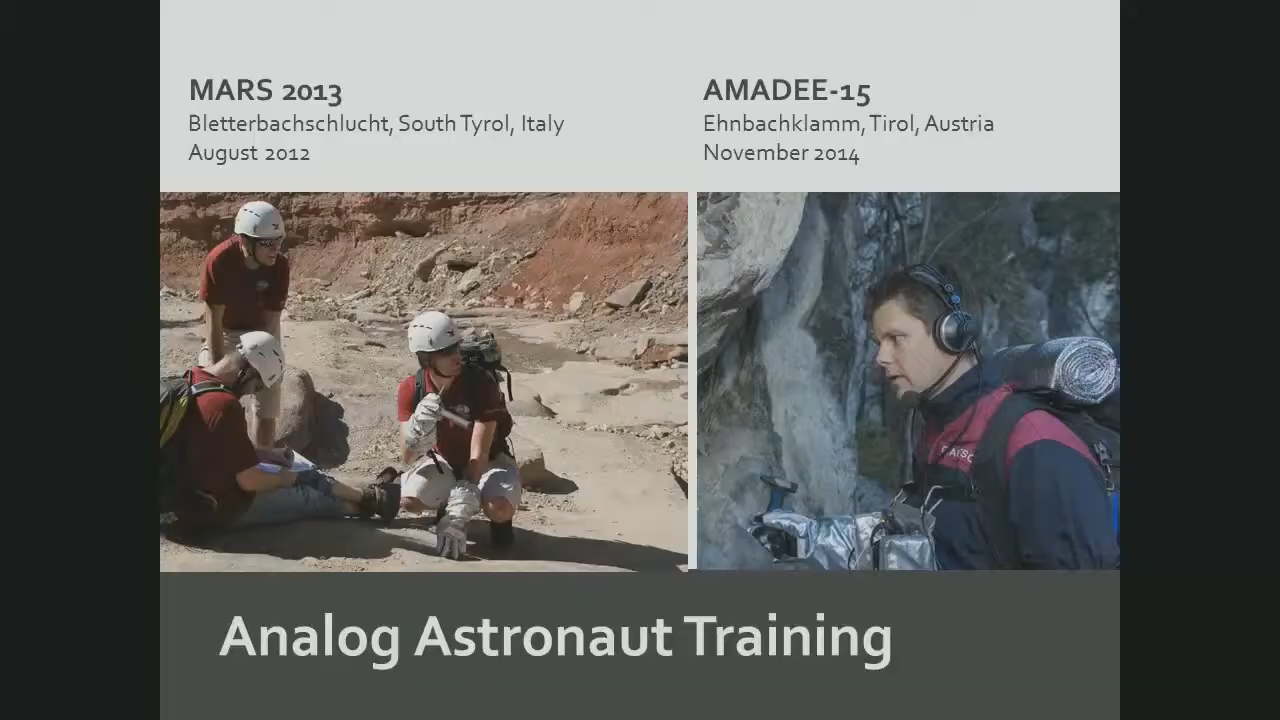 MARS 2013
Bletterbachschlucht, South Tyrol, Italy
August 2012
AMADEE-15
Ehnbachklamm, Tirol, Austria
November 2014
Analog Astronaut Training